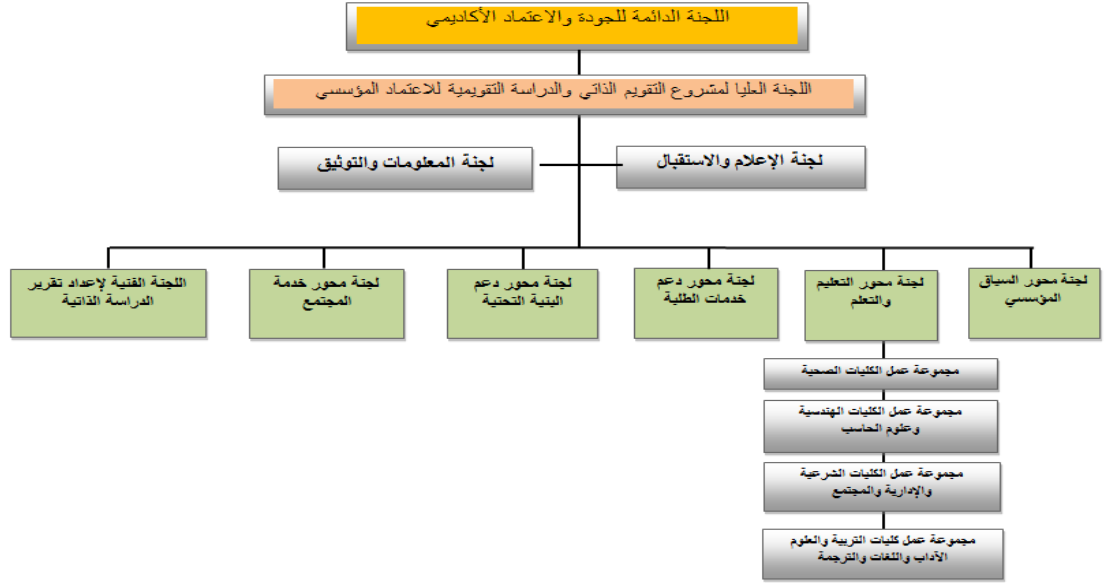 اللجنة الدائمة للجودة والاعتماد الأكاديمي
اللجنة العليا لمشروع التقويم الذاتي والدراسة التقويمية للاعتماد المؤسسي
لجنة الإعلام والاستقبال
لجنة المعلومات والتوثيق
لجنة محور السياق
المؤسسي
لجنة محور التعليم
والتعلم
لجنة محور دعم
خدمات الطلبة
لجنة محور دعم
البنية التحتية
لجنة محور خدمة
المجتمع
اللجنة الفنية لإعداد تقرير
الدراسة الذاتية
مجموعة عمل الكليات الصحية
مجموعة عمل الكليات الهندسية
وعلوم الحاسب
مجموعة عمل الكليات الشرعية
والإدارية والمجتمع
مجموعة عمل كليات التربية والعلوم
الآداب واللغات والترجمة